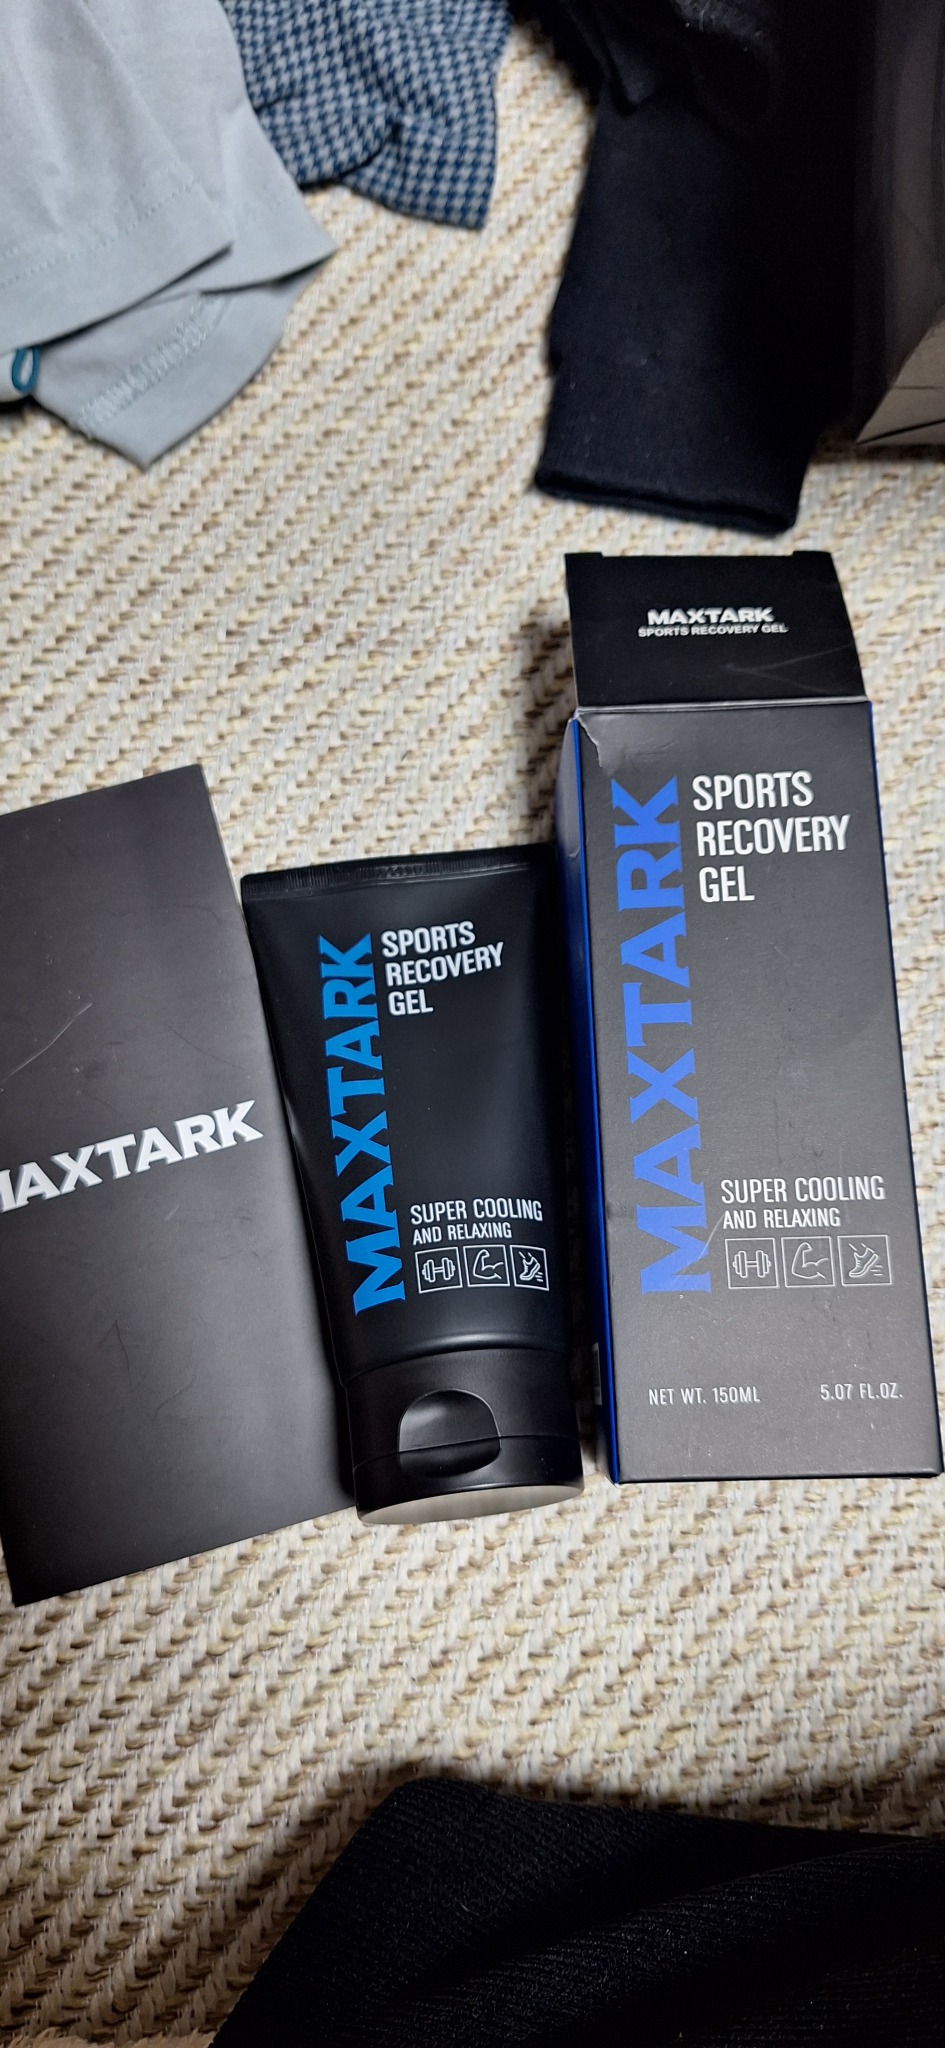 MAXTARK
SPORTS RECOVERY GEL
MAXTARK
SPORTS
RECOVERY
GEL
SUPER COOLING
AND RELAXING
NET WT. 150ML
5.07 FL.OZ.
MAXTARK
SPORTS
RECOVERY
GEL
SUPER COOLING
AND RELAXING
MAXTARK